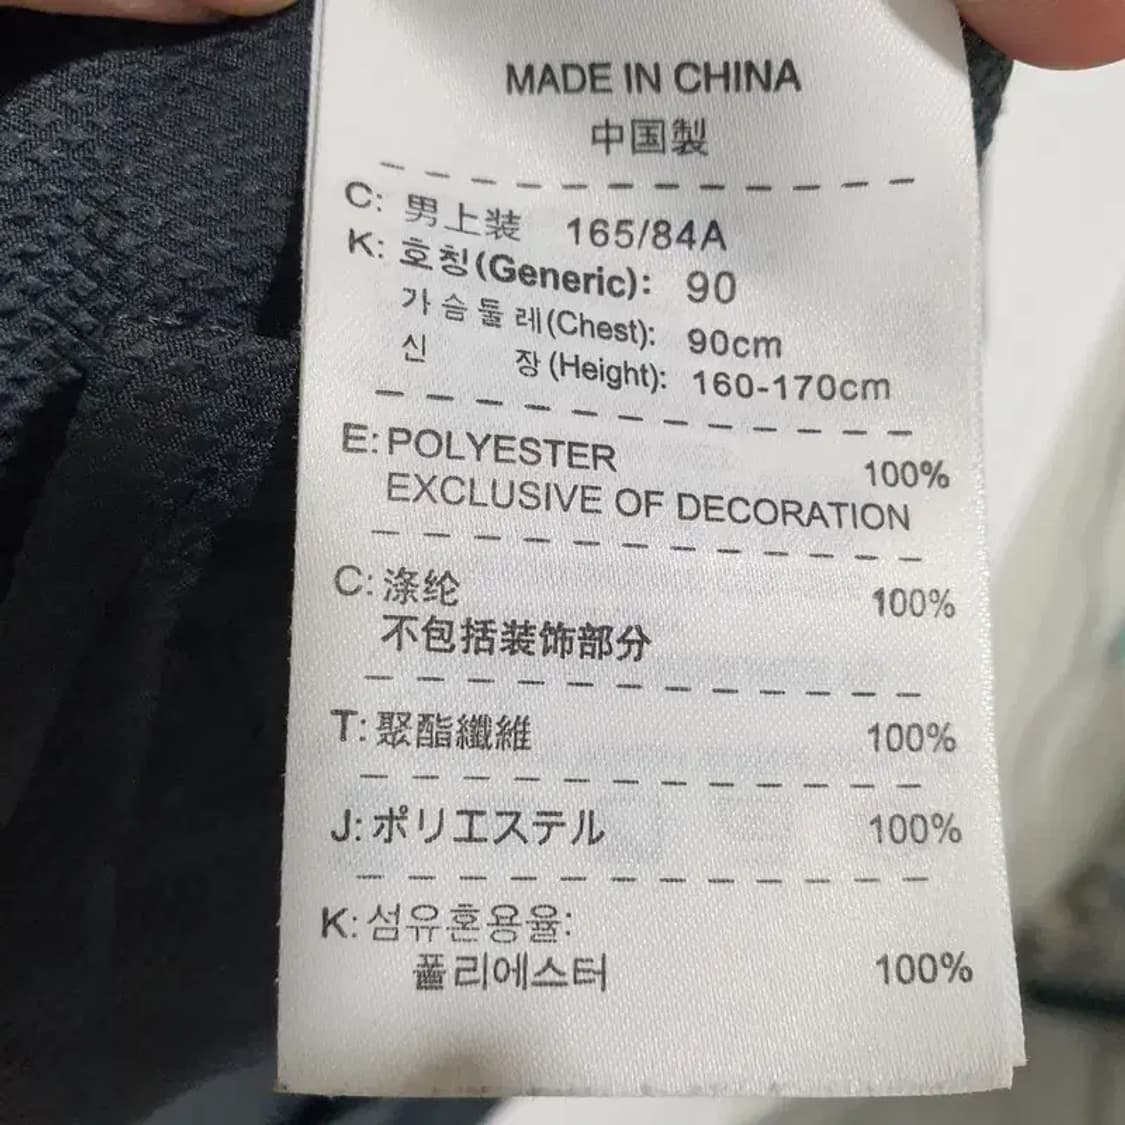 MADE IN CHINA
中国製
C: 男上装 165/84A
K: 호칭(Generic): 90
가슴둘레(Chest): 90cm
신 장(Height): 160-170cm
E: POLYESTER 100%
EXCLUSIVE OF DECORATION
C: 涤纶 100%
不包括装饰部分
T: 聚酯纖維 100%
J: ポリエステル 100%
K: 섬유혼용율:
폴리에스터 100%